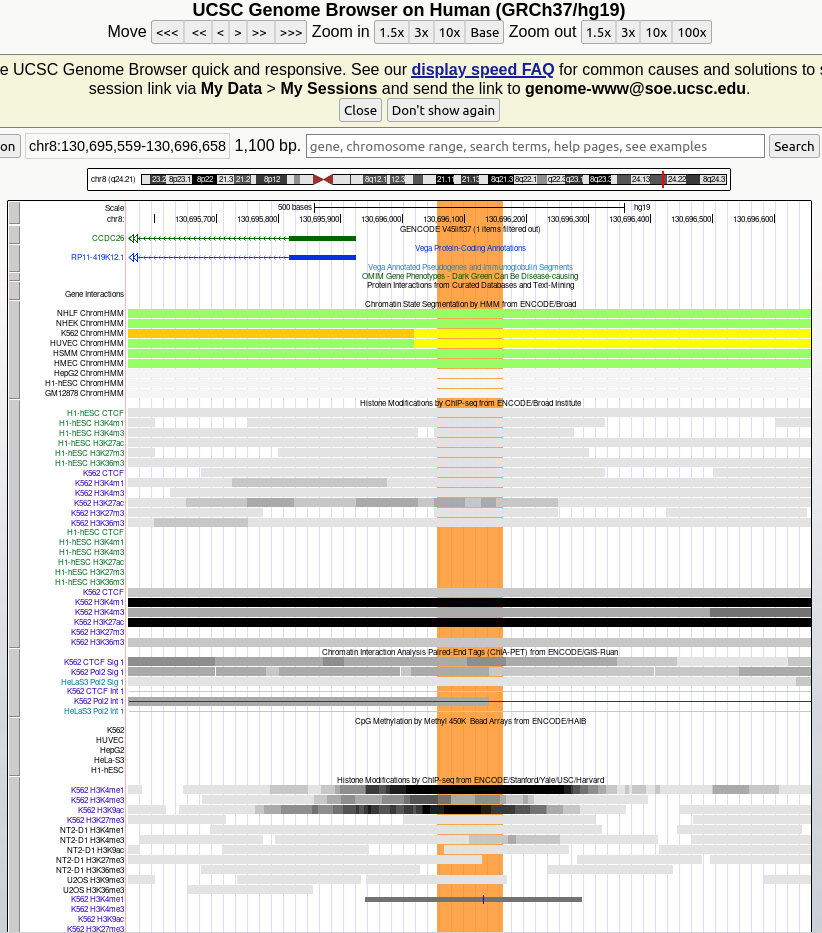 UCSC Genome Browser on Human (GRCh37/hg19)
Move <<< << < > >> >>> Zoom in 1.5x 3x 10x Base Zoom out 1.5x 3x 10x 100x
e UCSC Genome Browser quick and responsive. See our display speed FAQ for common causes and solutions to s
session link via My Data > My Sessions and send the link to genome-www@soe.ucsc.edu.
Close Don't show again
on chr8:130,695,559-130,696,658 1,100 bp. gene, chromosome range, search terms, help pages, see examples Search
chr8 (q24.21) 23.2 8p23.1 8p22 21.3 21.2 8p12 8q12.1 12.3 21.11 21.13 8q21.3 8q22.1 q22.3 q23.1 8q23.3 24.13 24.22 8q24.3
Scale 500 bases hg19
chr8: 130,695,700 130,695,800 130,695,900 130,696,000 130,696,100 130,696,200 130,696,300 130,696,400 130,696,500 130,696,600
GENCODE V45lift37 (1 items filtered out)
CCDC26
Vega Protein-Coding Annotations
RP11-419K12.1
Vega Annotated Pseudogenes and Immunoglobulin Segments
OMIM Gene Phenotypes - Dark Green Can Be Disease-causing
Protein Interactions from Curated Databases and Text-Mining
Gene Interactions
Chromatin State Segmentation by HMM from ENCODE/Broad
NHLF ChromHMM
NHEK ChromHMM
K562 ChromHMM
HUVEC ChromHMM
HSMM ChromHMM
HMEC ChromHMM
HepG2 ChromHMM
H1-hESC ChromHMM
GM12878 ChromHMM
Histone Modifications by ChIP-seq from ENCODE/Broad Institute
H1-hESC CTCF
H1-hESC H3K4m1
H1-hESC H3K4m3
H1-hESC H3K27ac
H1-hESC H3K27m3
H1-hESC H3K36m3
K562 CTCF
K562 H3K4m1
K562 H3K4m3
K562 H3K27ac
K562 H3K27m3
K562 H3K36m3
H1-hESC CTCF
H1-hESC H3K4m1
H1-hESC H3K4m3
H1-hESC H3K27ac
H1-hESC H3K27m3
H1-hESC H3K36m3
K562 CTCF
K562 H3K4m1
K562 H3K4m3
K562 H3K27ac
K562 H3K27m3
K562 H3K36m3
Chromatin Interaction Analysis Paired-End Tags (ChIA-PET) from ENCODE/GIS-Ruan
K562 CTCF Sig 1
K562 Pol2 Sig 1
HeLaS3 Pol2 Sig 1
K562 CTCF Int 1
K562 Pol2 Int 1
HeLaS3 Pol2 Int 1
CpG Methylation by Methyl 450K Bead Arrays from ENCODE/HAIB
K562
HUVEC
HepG2
HeLa-S3
H1-hESC
Histone Modifications by ChIP-seq from ENCODE/Stanford/Yale/USC/Harvard
K562 H3K4me1
K562 H3K4me3
K562 H3K9ac
K562 H3K27me3
NT2-D1 H3K4me1
NT2-D1 H3K4me3
NT2-D1 H3K9ac
NT2-D1 H3K27me3
NT2-D1 H3K36me3
U2OS H3K9me3
U2OS H3K36me3
K562 H3K4me1
K562 H3K4me3
K562 H3K9ac
K562 H3K27me3